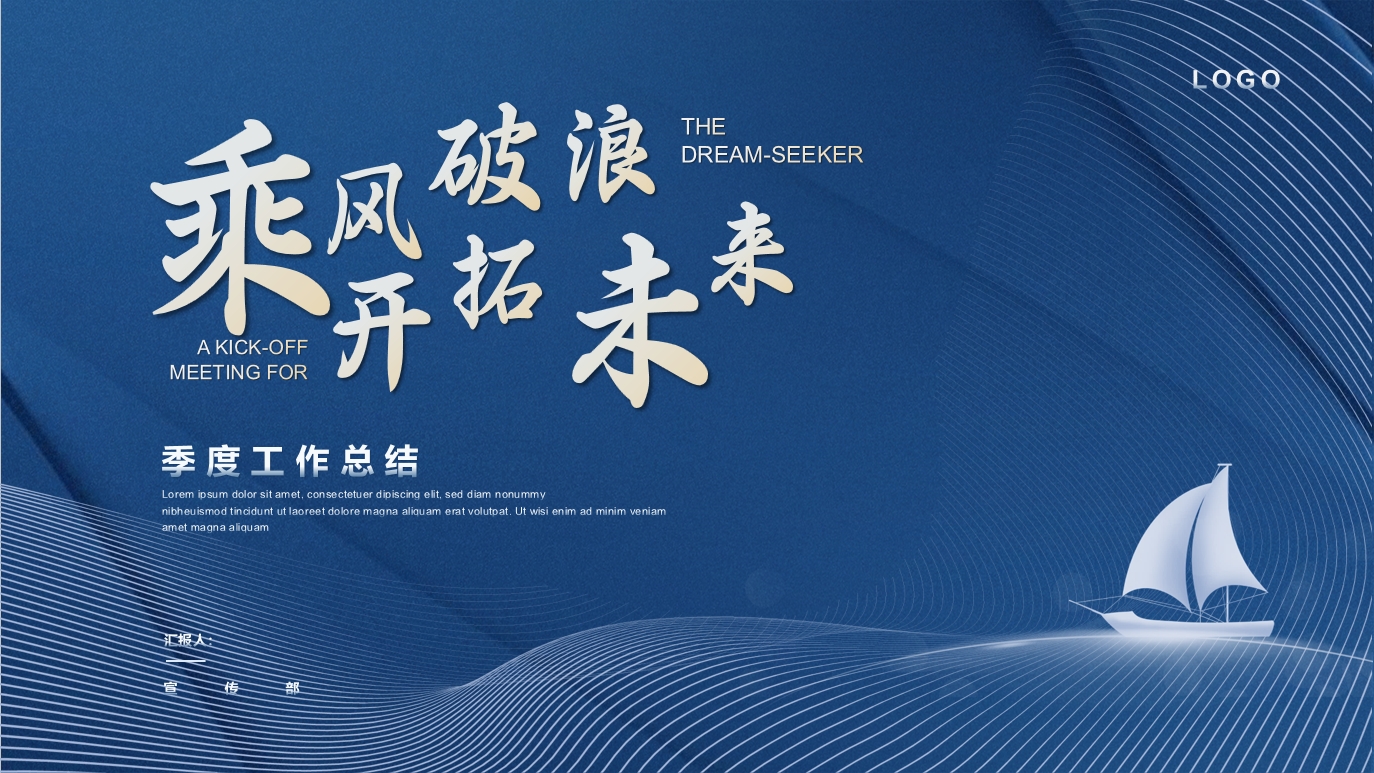 LOGO
乘风破浪
THE
DREAM-SEEKER
开拓未来
A KICK-OFF
MEETING FOR
季度工作总结
Lorem ipsum dolor sit amet, consectetuer dipiscing elit, sed diam nonummy
nibheuismod tincidunt ut laoreet dolore magna aliquam erat volutpat. Ut wisi enim ad minim veniam
amet magna aliquam
汇报人:
宣 传 部